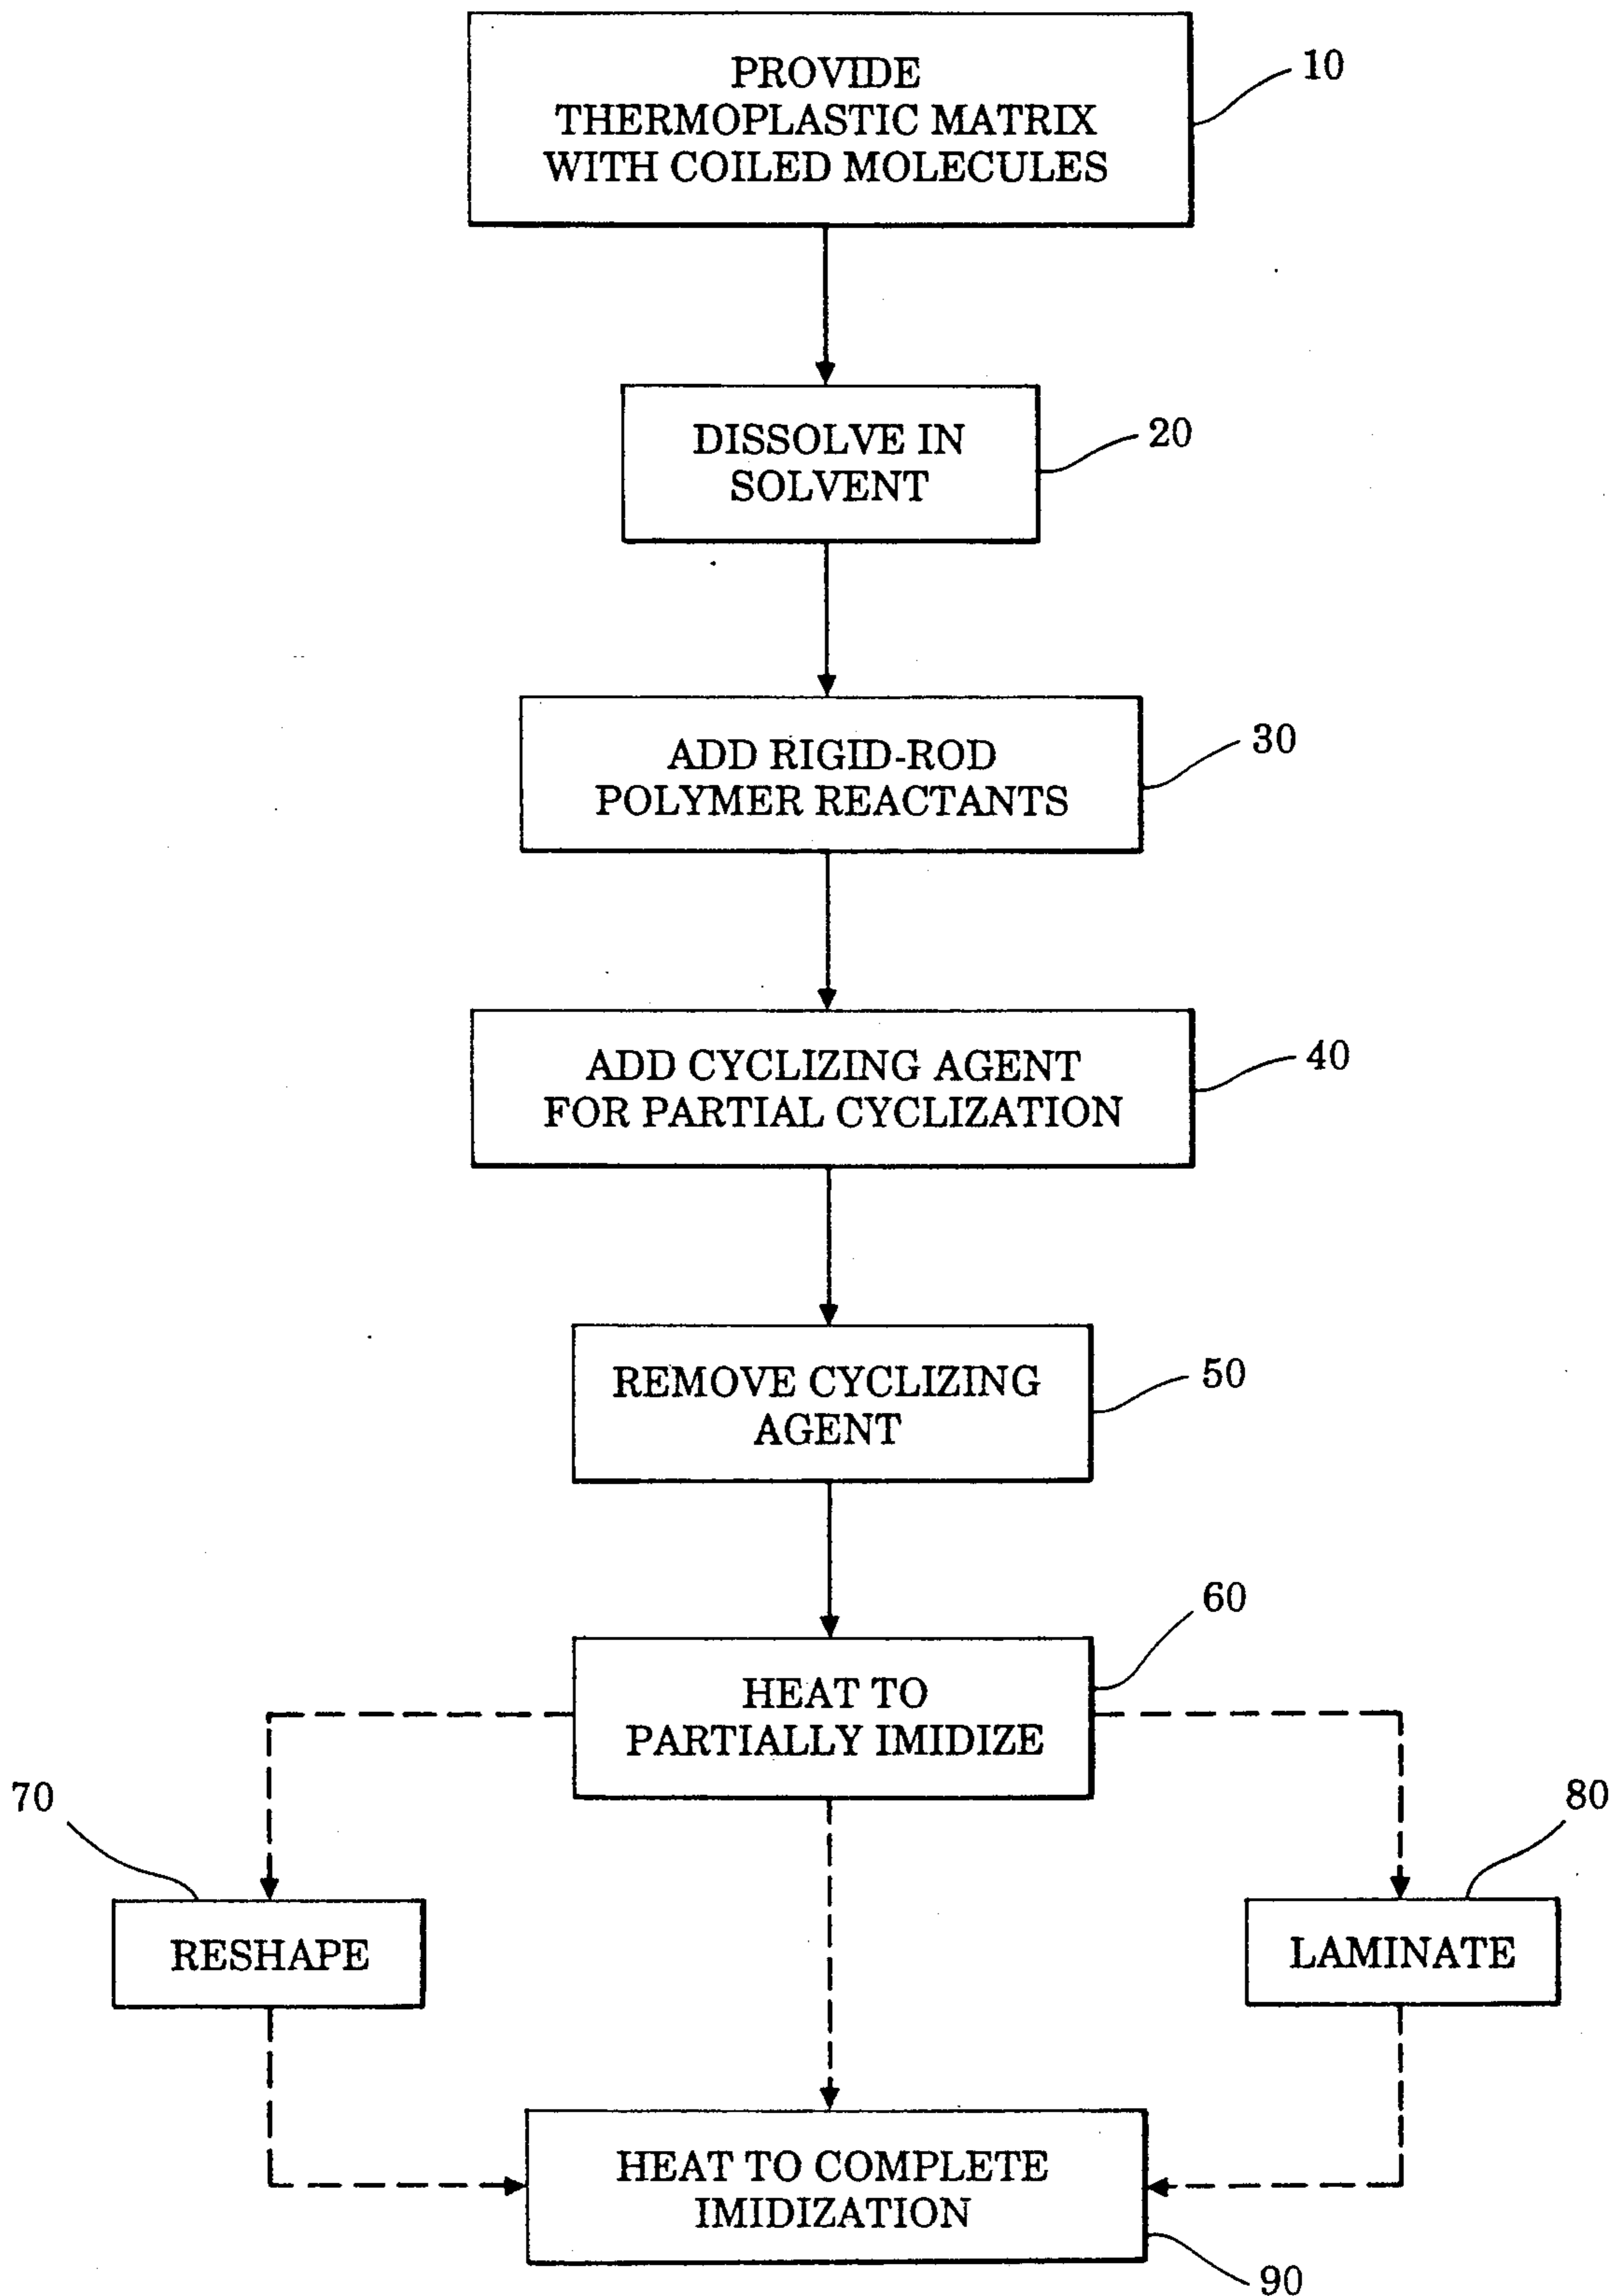 PROVIDE
THERMOPLASTIC MATRIX
WITH COILED MOLECULES
10
DISSOLVE IN
SOLVENT
20
ADD RIGID-ROD
POLYMER REACTANTS
30
ADD CYCLIZING AGENT
FOR PARTIAL CYCLIZATION
40
REMOVE CYCLIZING
AGENT
50
HEAT TO
PARTIALLY IMIDIZE
60
70
RESHAPE
80
LAMINATE
HEAT TO COMPLETE
IMIDIZATION
90